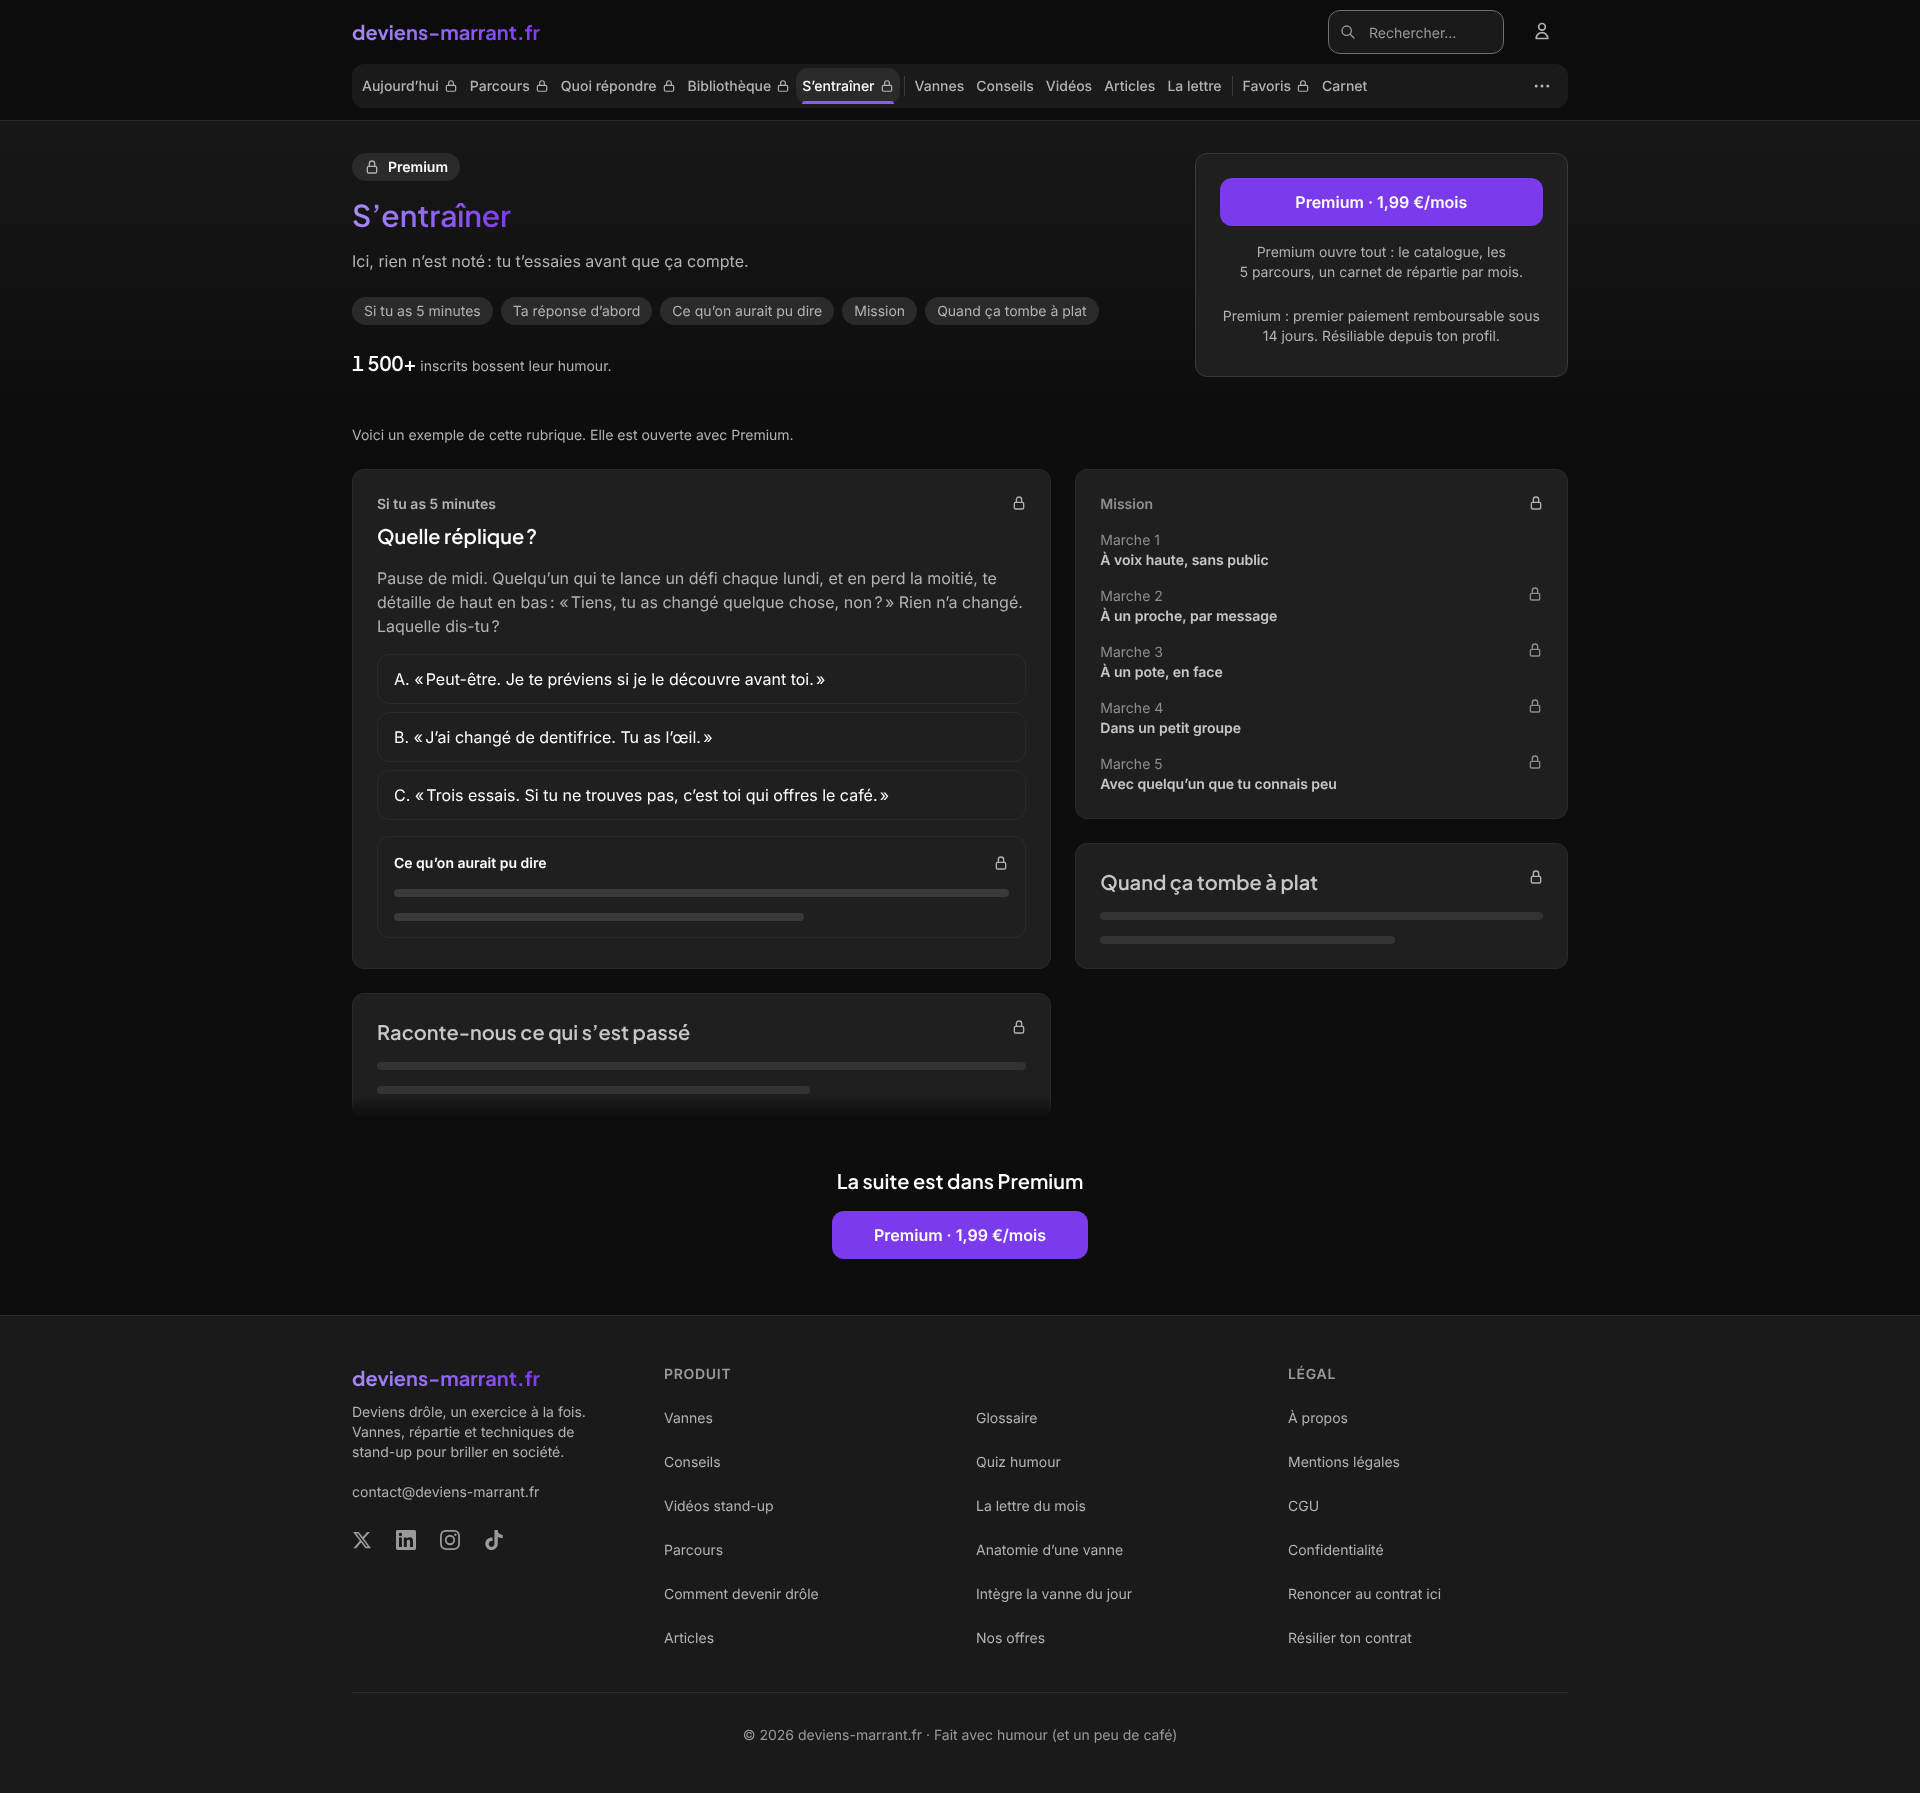 deviens-marrant.fr
Rechercher...
Aujourd’hui Parcours Quoi répondre Bibliothèque S’entraîner Vannes Conseils Vidéos Articles La lettre Favoris Carnet
Premium
S’entraîner
Ici, rien n’est noté : tu t’essaies avant que ça compte.
Si tu as 5 minutes Ta réponse d’abord Ce qu’on aurait pu dire Mission Quand ça tombe à plat
1 500+ inscrits bossent leur humour.
Premium · 1,99 €/mois
Premium ouvre tout : le catalogue, les
5 parcours, un carnet de répartie par mois.
Premium : premier paiement remboursable sous
14 jours. Résiliable depuis ton profil.
Voici un exemple de cette rubrique. Elle est ouverte avec Premium.
Si tu as 5 minutes
Quelle réplique ?
Pause de midi. Quelqu’un qui te lance un défi chaque lundi, et en perd la moitié, te
détaille de haut en bas : « Tiens, tu as changé quelque chose, non ? » Rien n’a changé.
Laquelle dis-tu ?
A. « Peut-être. Je te préviens si je le découvre avant toi. »
B. « J’ai changé de dentifrice. Tu as l’œil. »
C. « Trois essais. Si tu ne trouves pas, c’est toi qui offres le café. »
Ce qu’on aurait pu dire
Mission
Marche 1
À voix haute, sans public
Marche 2
À un proche, par message
Marche 3
À un pote, en face
Marche 4
Dans un petit groupe
Marche 5
Avec quelqu’un que tu connais peu
Quand ça tombe à plat
Raconte-nous ce qui s’est passé
La suite est dans Premium
Premium · 1,99 €/mois
deviens-marrant.fr
Deviens drôle, un exercice à la fois.
Vannes, répartie et techniques de
stand-up pour briller en société.
contact@deviens-marrant.fr
PRODUIT
Vannes
Conseils
Vidéos stand-up
Parcours
Comment devenir drôle
Articles
Glossaire
Quiz humour
La lettre du mois
Anatomie d’une vanne
Intègre la vanne du jour
Nos offres
LÉGAL
À propos
Mentions légales
CGU
Confidentialité
Renoncer au contrat ici
Résilier ton contrat
© 2026 deviens-marrant.fr · Fait avec humour (et un peu de café)